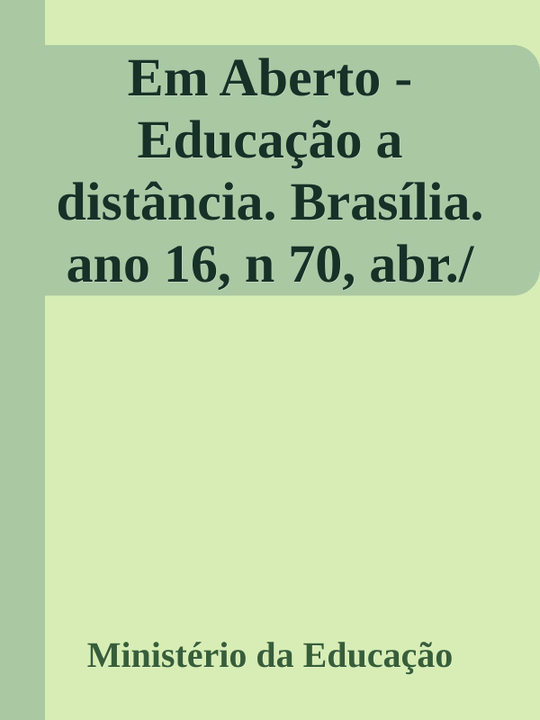 Em Aberto -
Educação a
distância. Brasília.
ano 16, n 70, abr./
Ministério da Educação